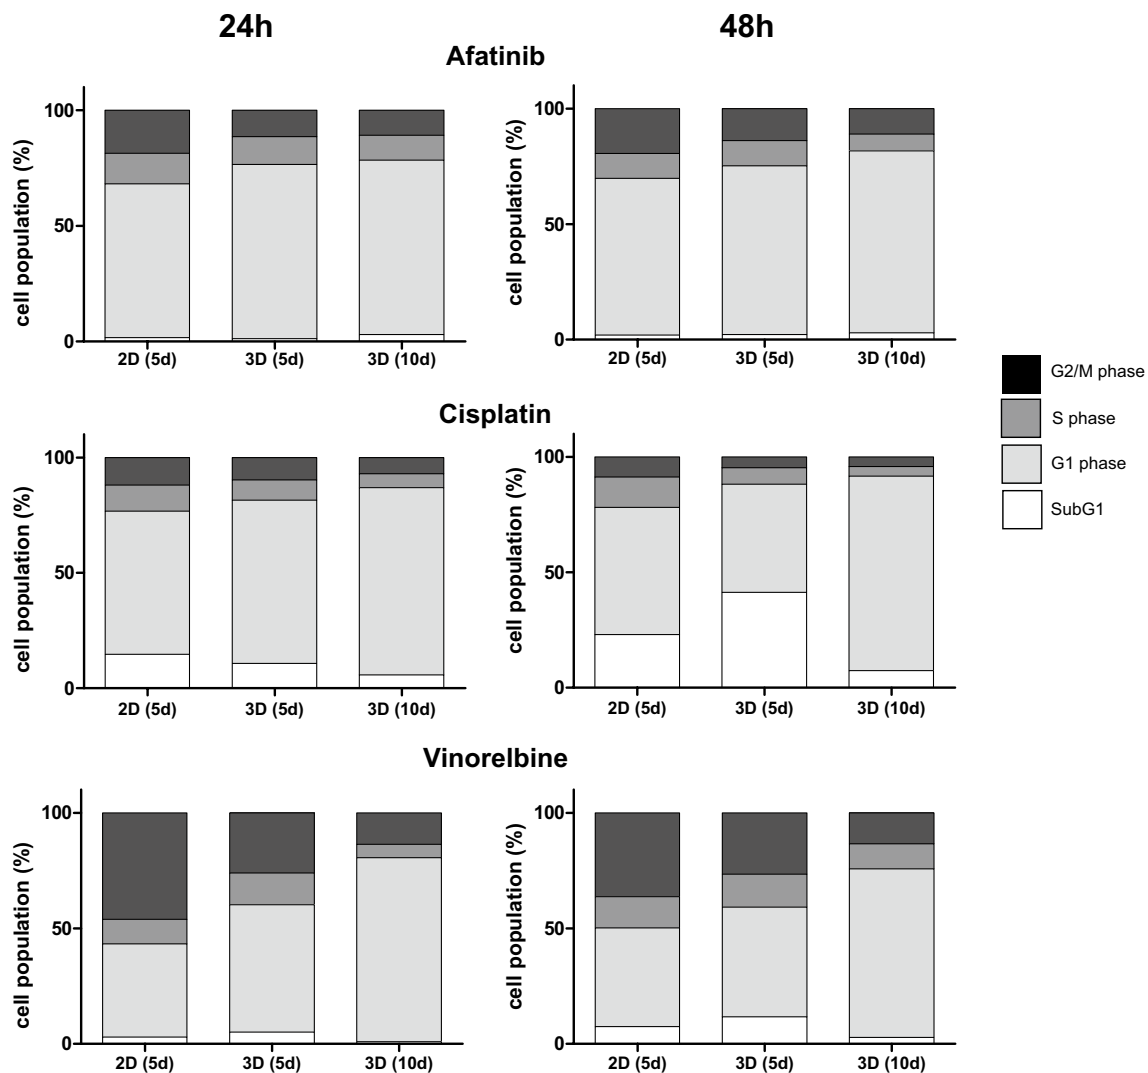 24h 48h
Afatinib
cell population (%)
100
50
0
2D (5d) 3D (5d) 3D (10d)
cell population (%)
100
50
0
2D (5d) 3D (5d) 3D (10d)
G2/M phase
S phase
G1 phase
SubG1
Cisplatin
cell population (%)
100
50
0
2D (5d) 3D (5d) 3D (10d)
cell population (%)
100
50
0
2D (5d) 3D (5d) 3D (10d)
Vinorelbine
cell population (%)
100
50
0
2D (5d) 3D (5d) 3D (10d)
cell population (%)
100
50
0
2D (5d) 3D (5d) 3D (10d)